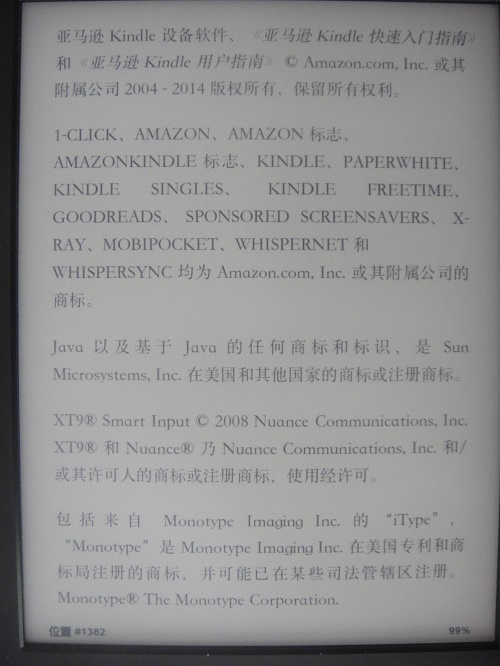 亚马逊 Kindle 设备软件、《亚马逊 Kindle 快速入门指南》
和《亚马逊 Kindle 用户指南》 © Amazon.com, Inc. 或其
附属公司 2004 - 2014 版权所有，保留所有权利。
1-CLICK、AMAZON、AMAZON 标志、
AMAZONKINDLE 标志、KINDLE、PAPERWHITE、
KINDLE SINGLES、 KINDLE FREETIME、
GOODREADS、 SPONSORED SCREENSAVERS、 X-
RAY、MOBIPOCKET、WHISPERNET 和
WHISPERSYNC 均为 Amazon.com, Inc. 或其附属公司的
商标。
Java 以及基于 Java 的任何商标和标识，是 Sun
Microsystems, Inc. 在美国和其他国家的商标或注册商标。
XT9® Smart Input © 2008 Nuance Communications, Inc.
XT9® 和 Nuance® 乃 Nuance Communications, Inc. 和/
或其许可人的商标或注册商标，使用经许可。
包括来自 Monotype Imaging Inc. 的 “iType”，
“Monotype” 是 Monotype Imaging Inc. 在美国专利和商
标局注册的商标，并可能已在某些司法管辖区注册。
Monotype® The Monotype Corporation.
位置 #1382 99%